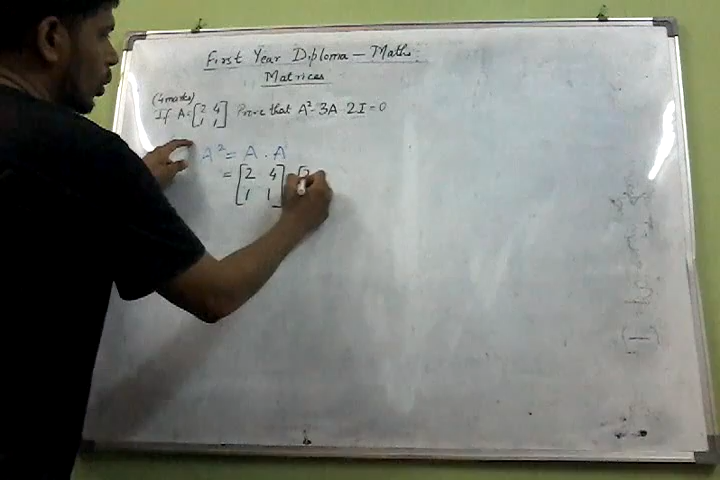 First Year Diploma - Maths
Matrices
(4 marks)
If A = [2 4 Prove that A² - 3A 2I = 0
1 1]
A² = A . A
= [2 4
1 1] [2